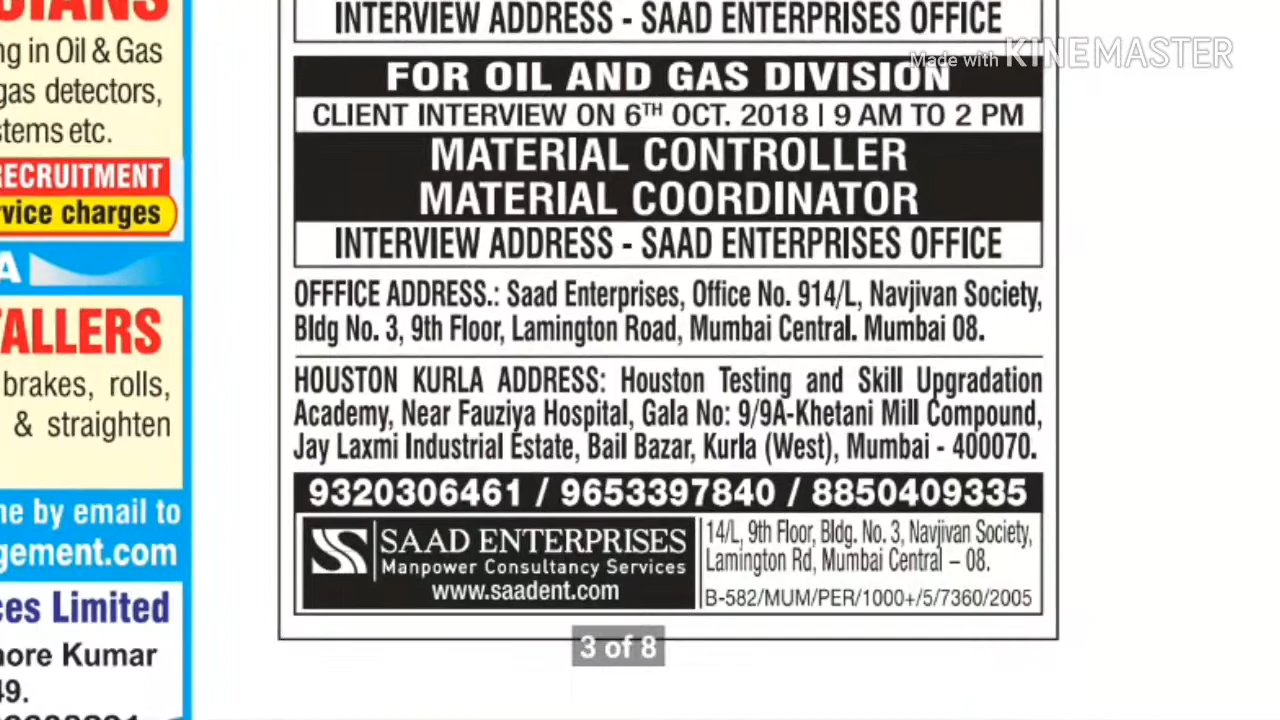 CIANS
ng in Oil & Gas
gas detectors,
stems etc.
RECRUITMENT
rvice charges
A
TALLERS
brakes, rolls,
& straighten
ne by email to
gement.com
ces Limited
nore Kumar
49.
INTERVIEW ADDRESS - SAAD ENTERPRISES OFFICE
Made with KINEMASTER
FOR OIL AND GAS DIVISION
CLIENT INTERVIEW ON 6TH OCT. 2018 | 9 AM TO 2 PM
MATERIAL CONTROLLER
MATERIAL COORDINATOR
INTERVIEW ADDRESS - SAAD ENTERPRISES OFFICE
OFFFICE ADDRESS.: Saad Enterprises, Office No. 914/L, Navjivan Society,
Bldg No. 3, 9th Floor, Lamington Road, Mumbai Central. Mumbai 08.
HOUSTON KURLA ADDRESS: Houston Testing and Skill Upgradation
Academy, Near Fauziya Hospital, Gala No: 9/9A-Khetani Mill Compound,
Jay Laxmi Industrial Estate, Bail Bazar, Kurla (West), Mumbai - 400070.
9320306461 / 9653397840 / 8850409335
SAAD ENTERPRISES
Manpower Consultancy Services
www.saadent.com
14/L, 9th Floor, Bldg. No. 3, Navjivan Society,
Lamington Rd, Mumbai Central – 08.
B-582/MUM/PER/1000+/5/7360/2005
3 of 8